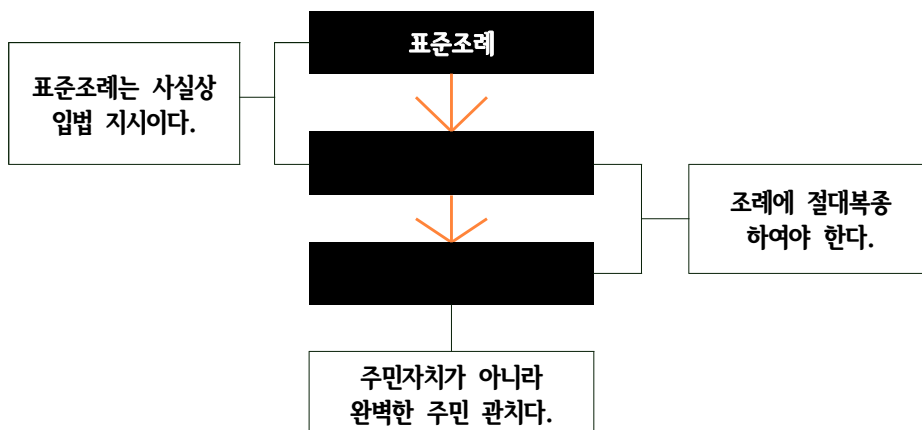 표준조례
표준조례는 사실상
입법 지시이다.
조례에 절대복종
하여야 한다.
주민자치가 아니라
완벽한 주민 관치다.